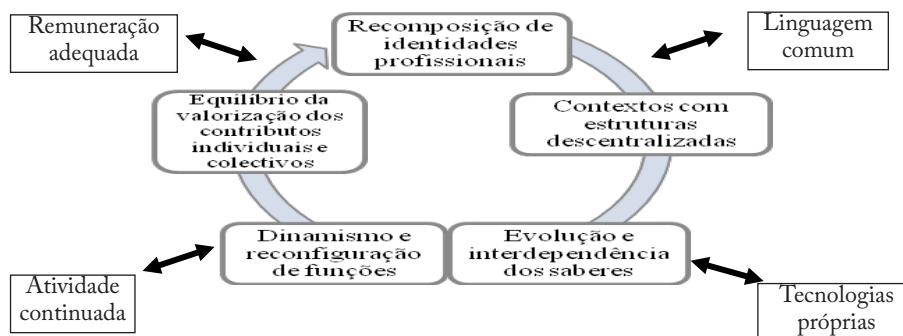 Remuneração
adequada
Recomposição de
identidades
profissionais
Linguagem
comum
Equilíbrio da
valorização dos
contributos
individuais e
colectivos
Contextos com
estruturas
descentralizadas
Dinamismo e
reconfiguração
de funções
Evolução e
interdependência
dos saberes
Atividade
continuada
Tecnologias
próprias